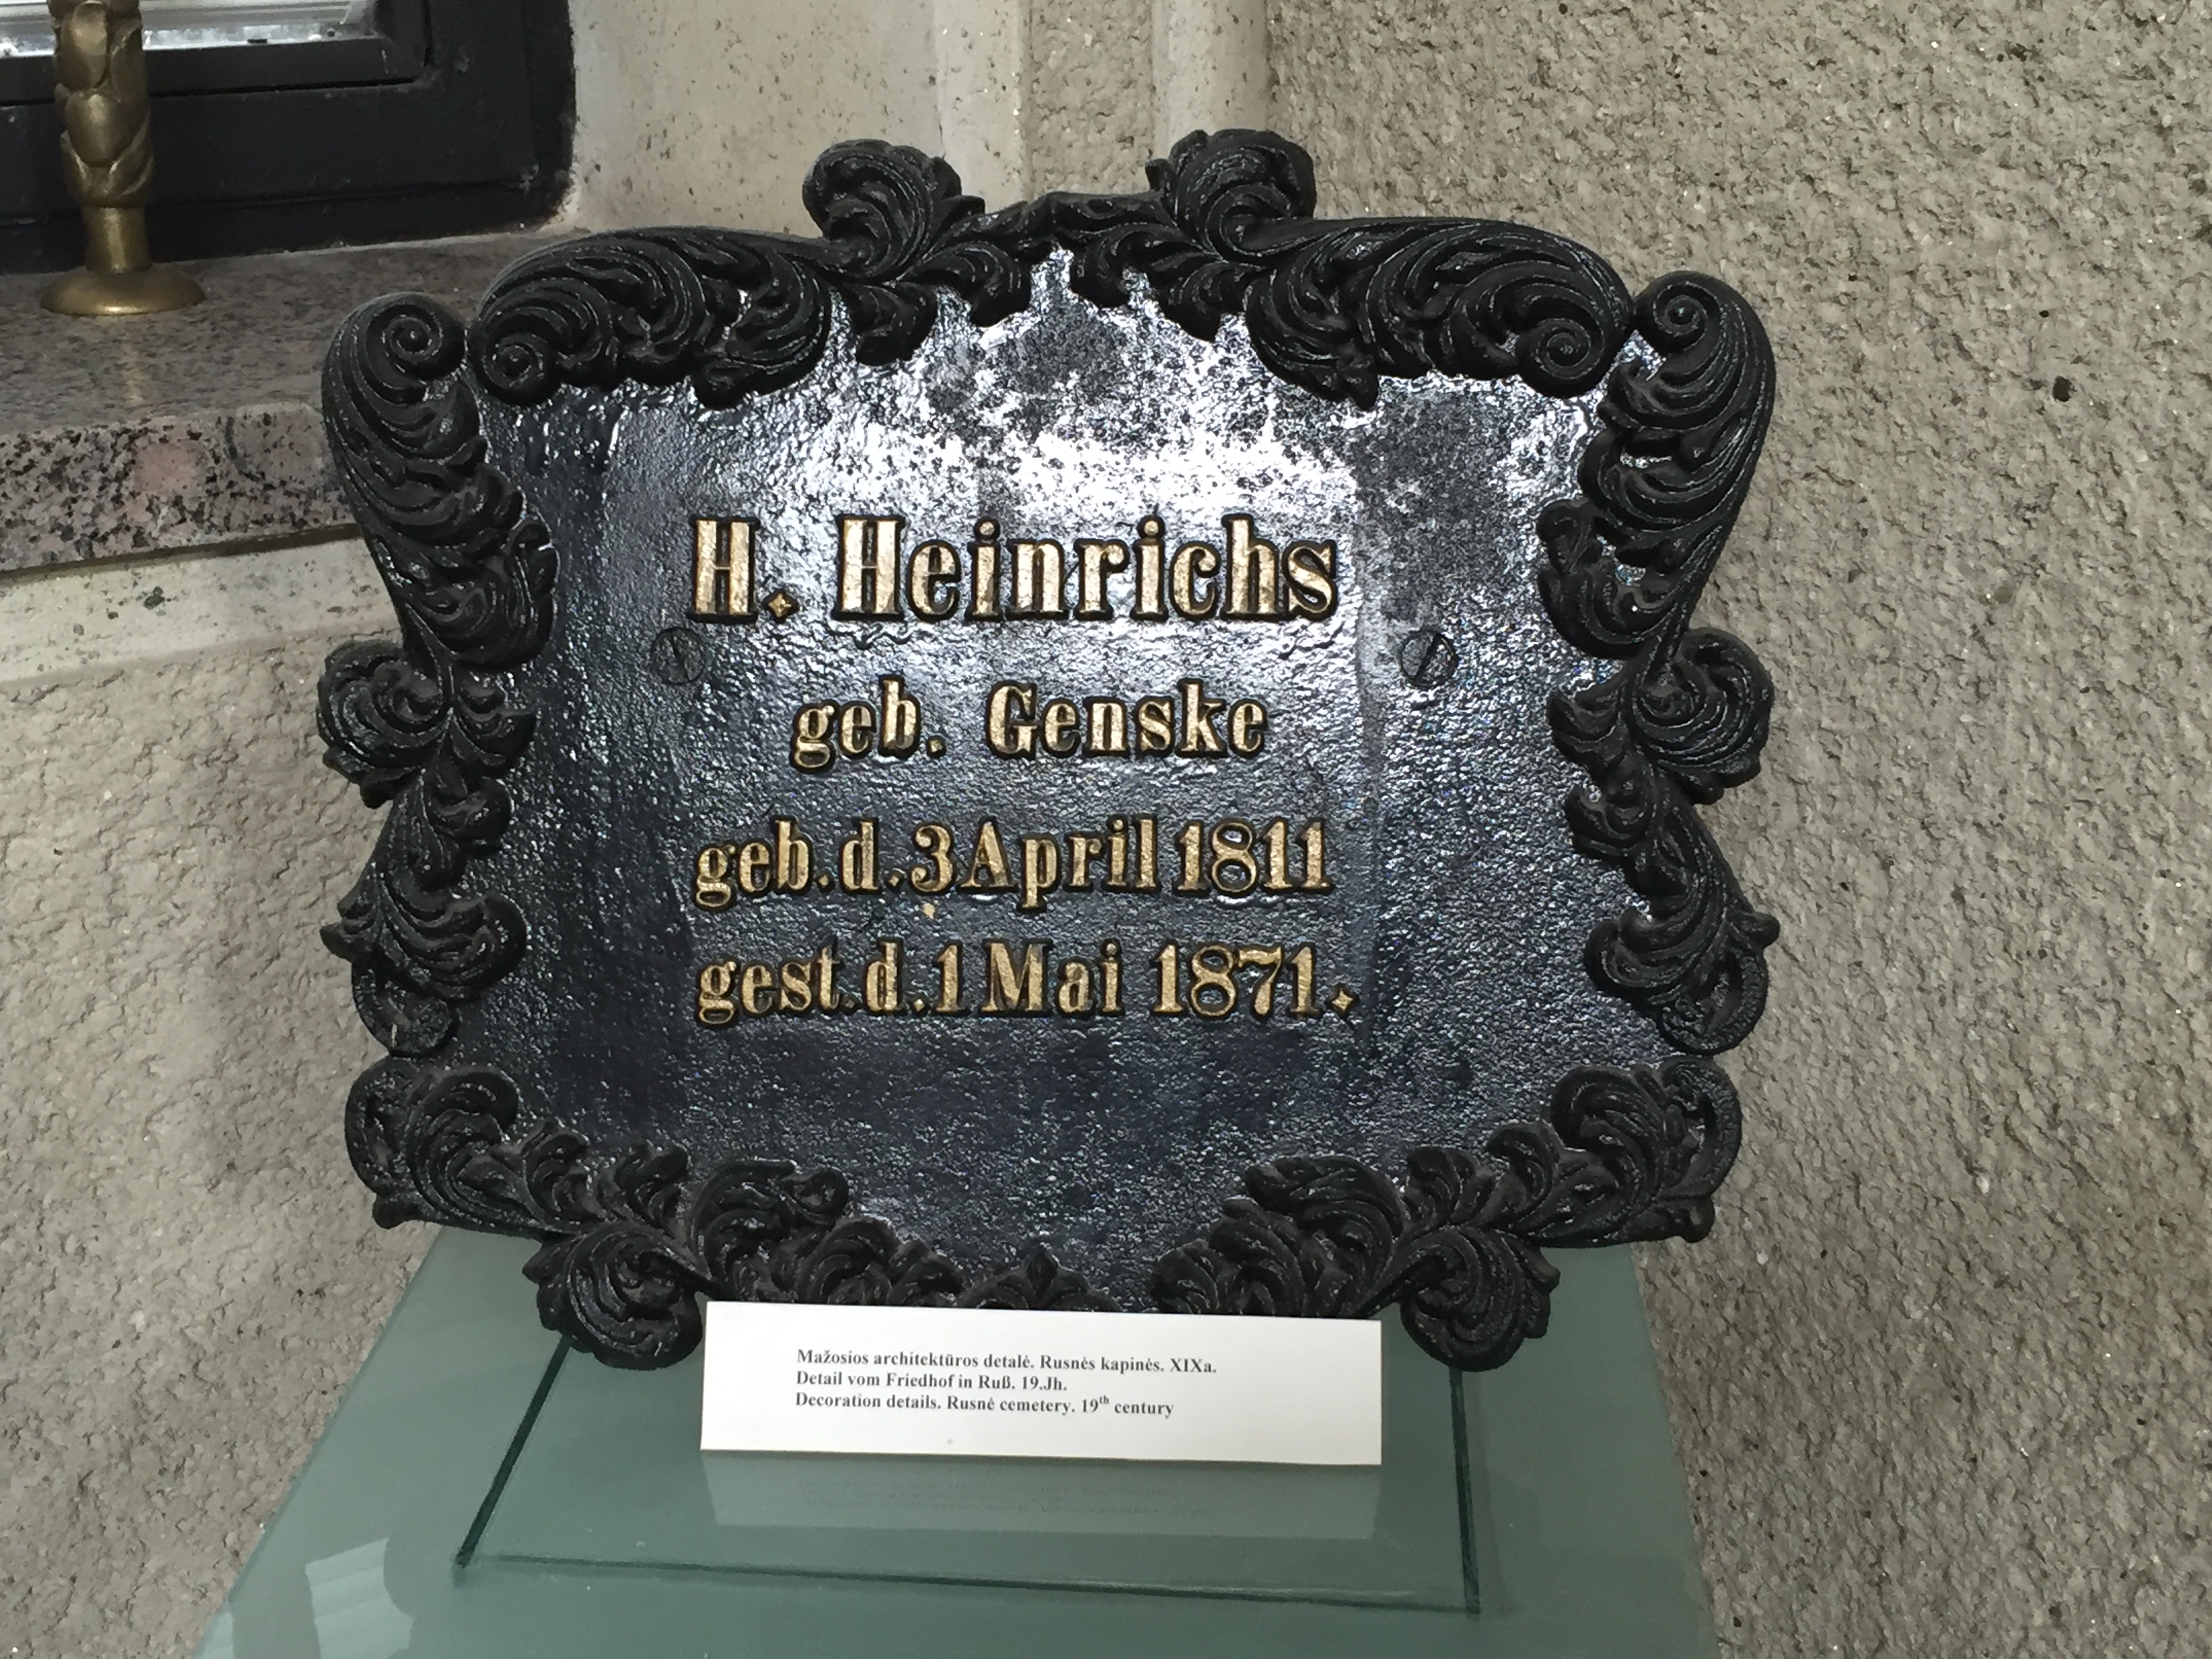 H. Heinrichs
geb. Genske
geb. d. 3 April 1811
gest. d. 1 Mai 1871.
Mažosios architektūros detalė. Rusnės kapinės. XIXa.
Detail vom Friedhof in Ruß. 19.Jh.
Decoration details. Rusnė cemetery. 19th century